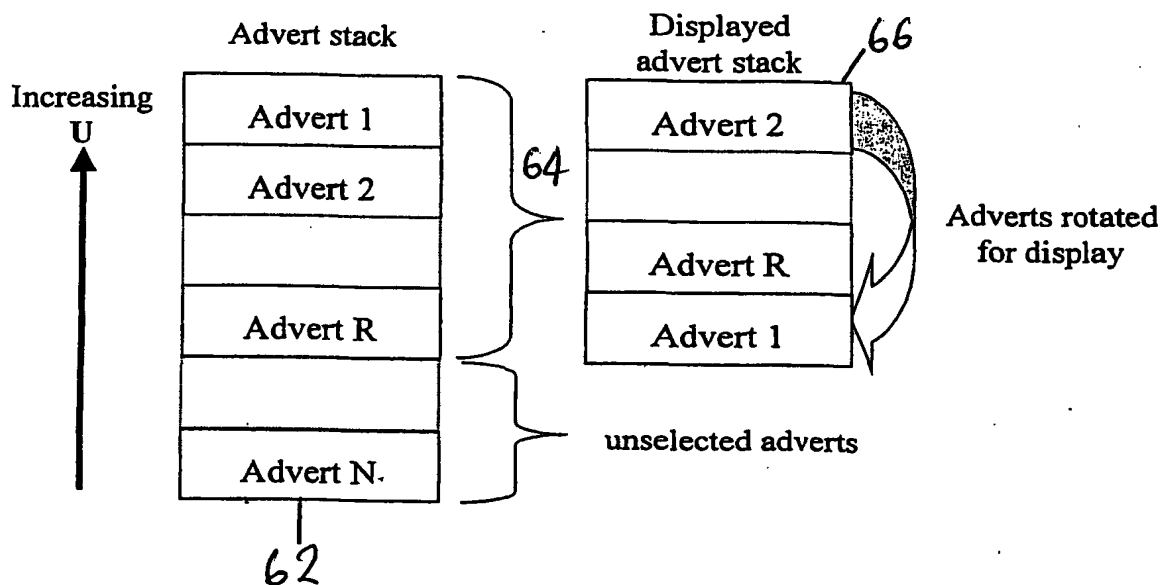 Advert stack
Increasing
U
Advert 1
Advert 2
Advert R
Advert N
62
64
unselected adverts
Displayed
advert stack
66
Advert 2
Advert R
Advert 1
Adverts rotated
for display